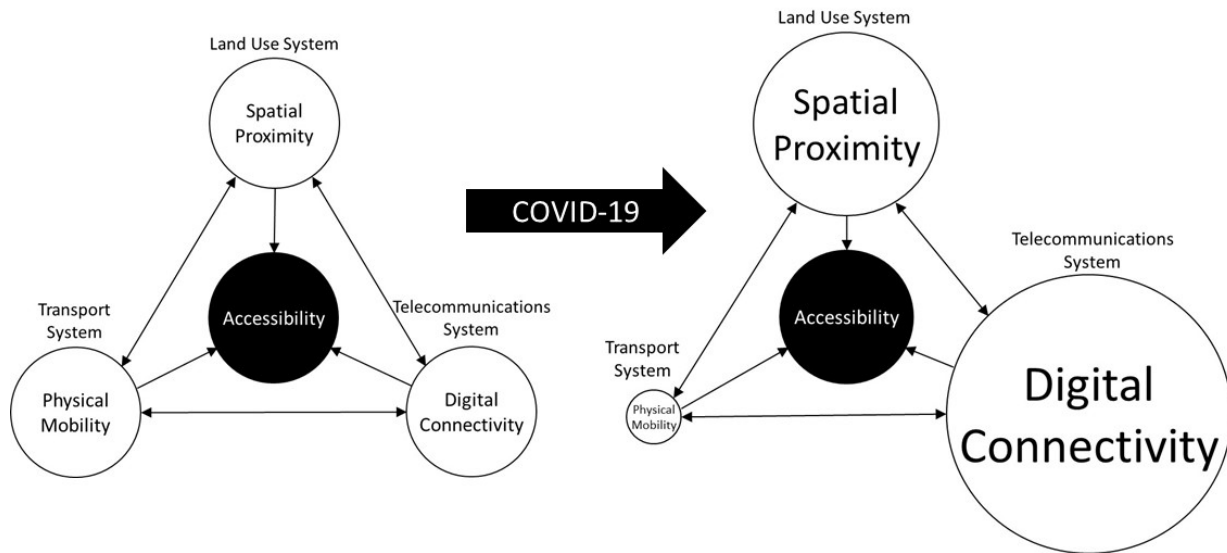 Land Use System
Spatial
Proximity
Transport
System
Accessibility
Telecommunications
System
Physical
Mobility
Digital
Connectivity
COVID-19
Land Use System
Spatial
Proximity
Telecommunications
System
Accessibility
Transport
System
Physical
Mobility
Digital
Connectivity